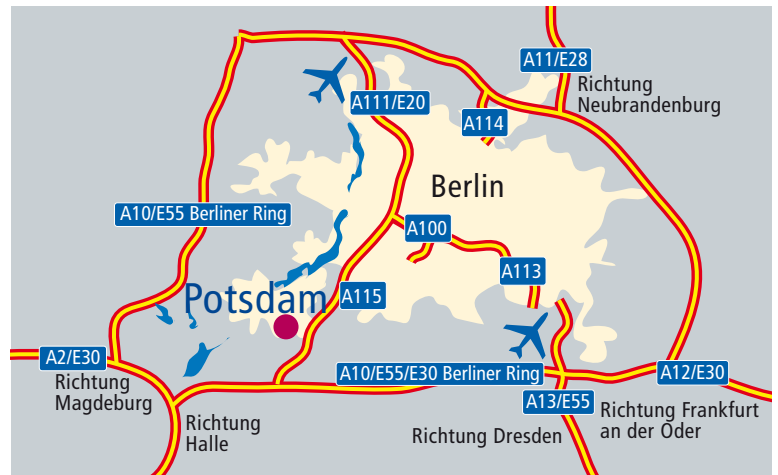 A11/E28
Richtung
Neubrandenburg
A111/E20
A114
Berlin
A10/E55 Berliner Ring
A100
A113
Potsdam
A115
A2/E30
Richtung
Magdeburg
A10/E55/E30 Berliner Ring
A12/E30
Richtung
Halle
A13/E55
Richtung Dresden
Richtung Frankfurt
an der Oder